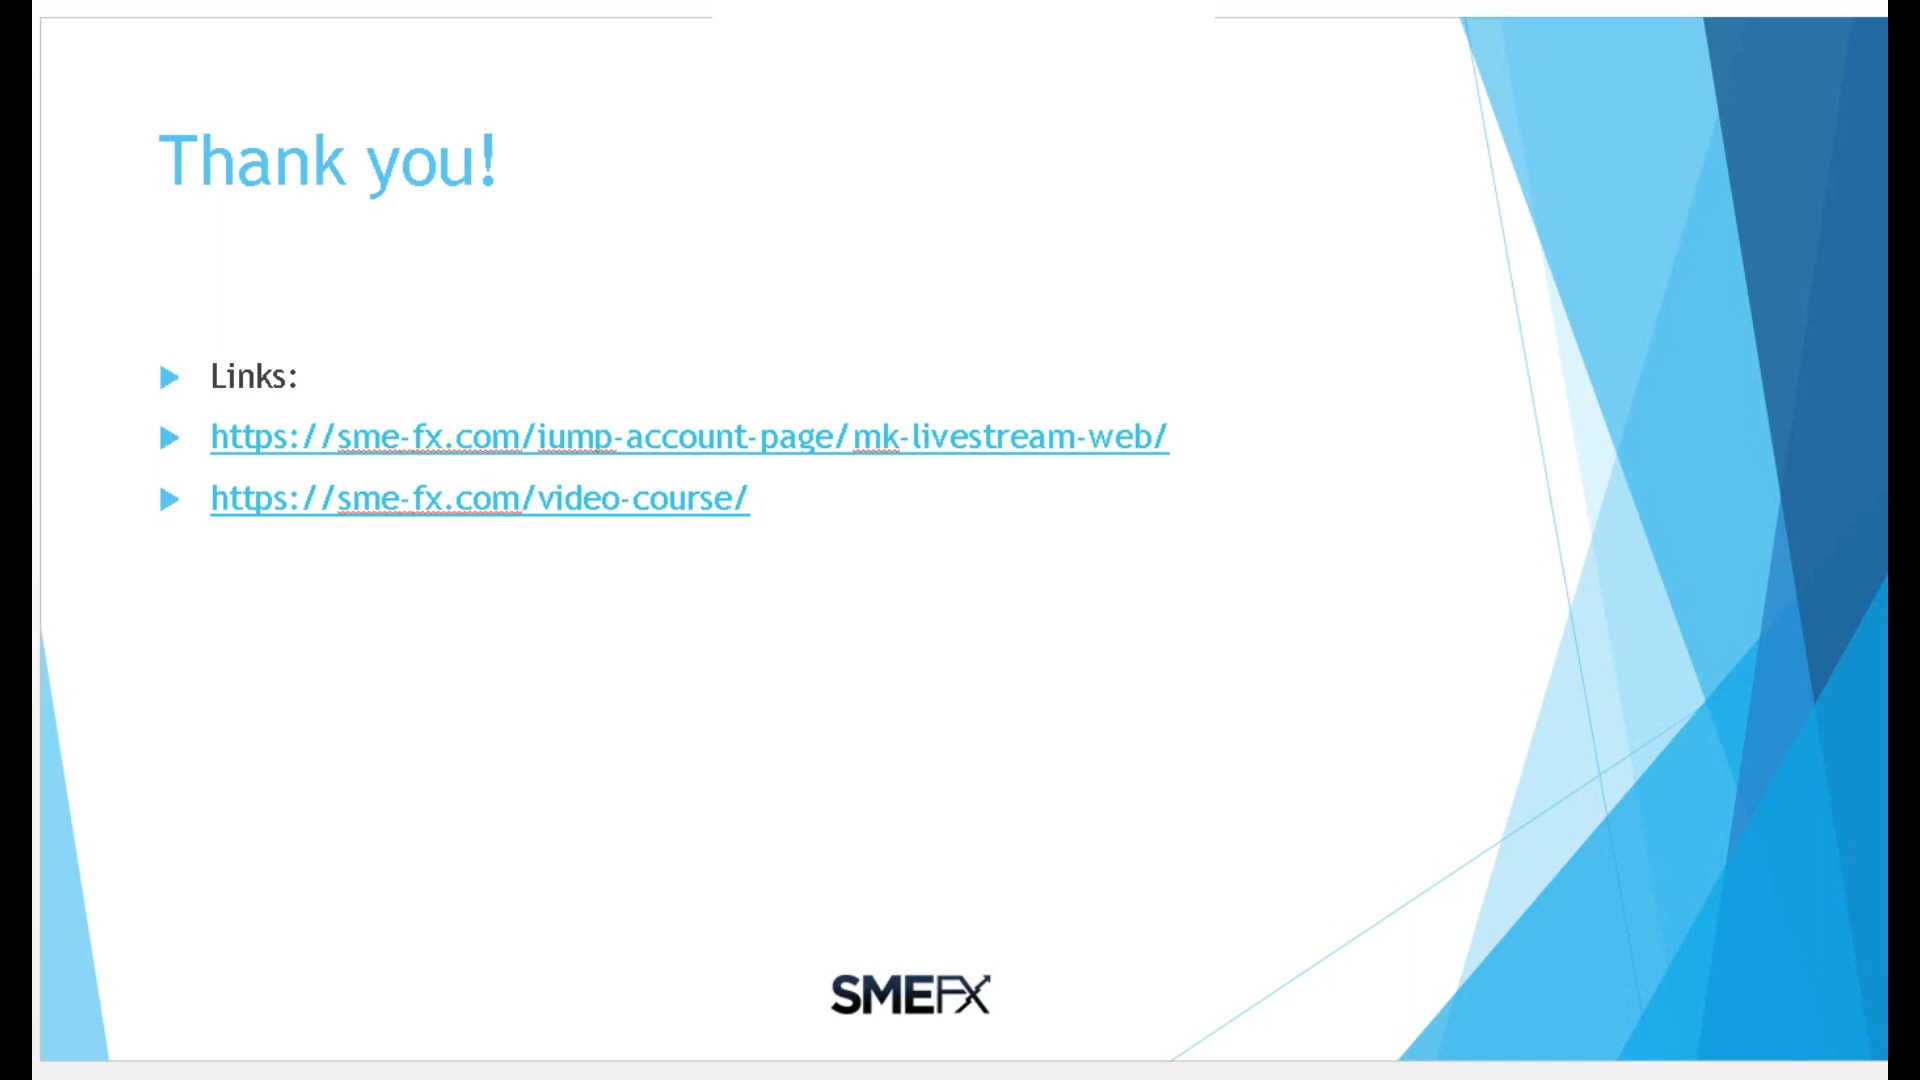 Thank you!
Links:
https://sme-fx.com/jump-account-page/mk-livestream-web/
https://sme-fx.com/video-course/
SMEFX